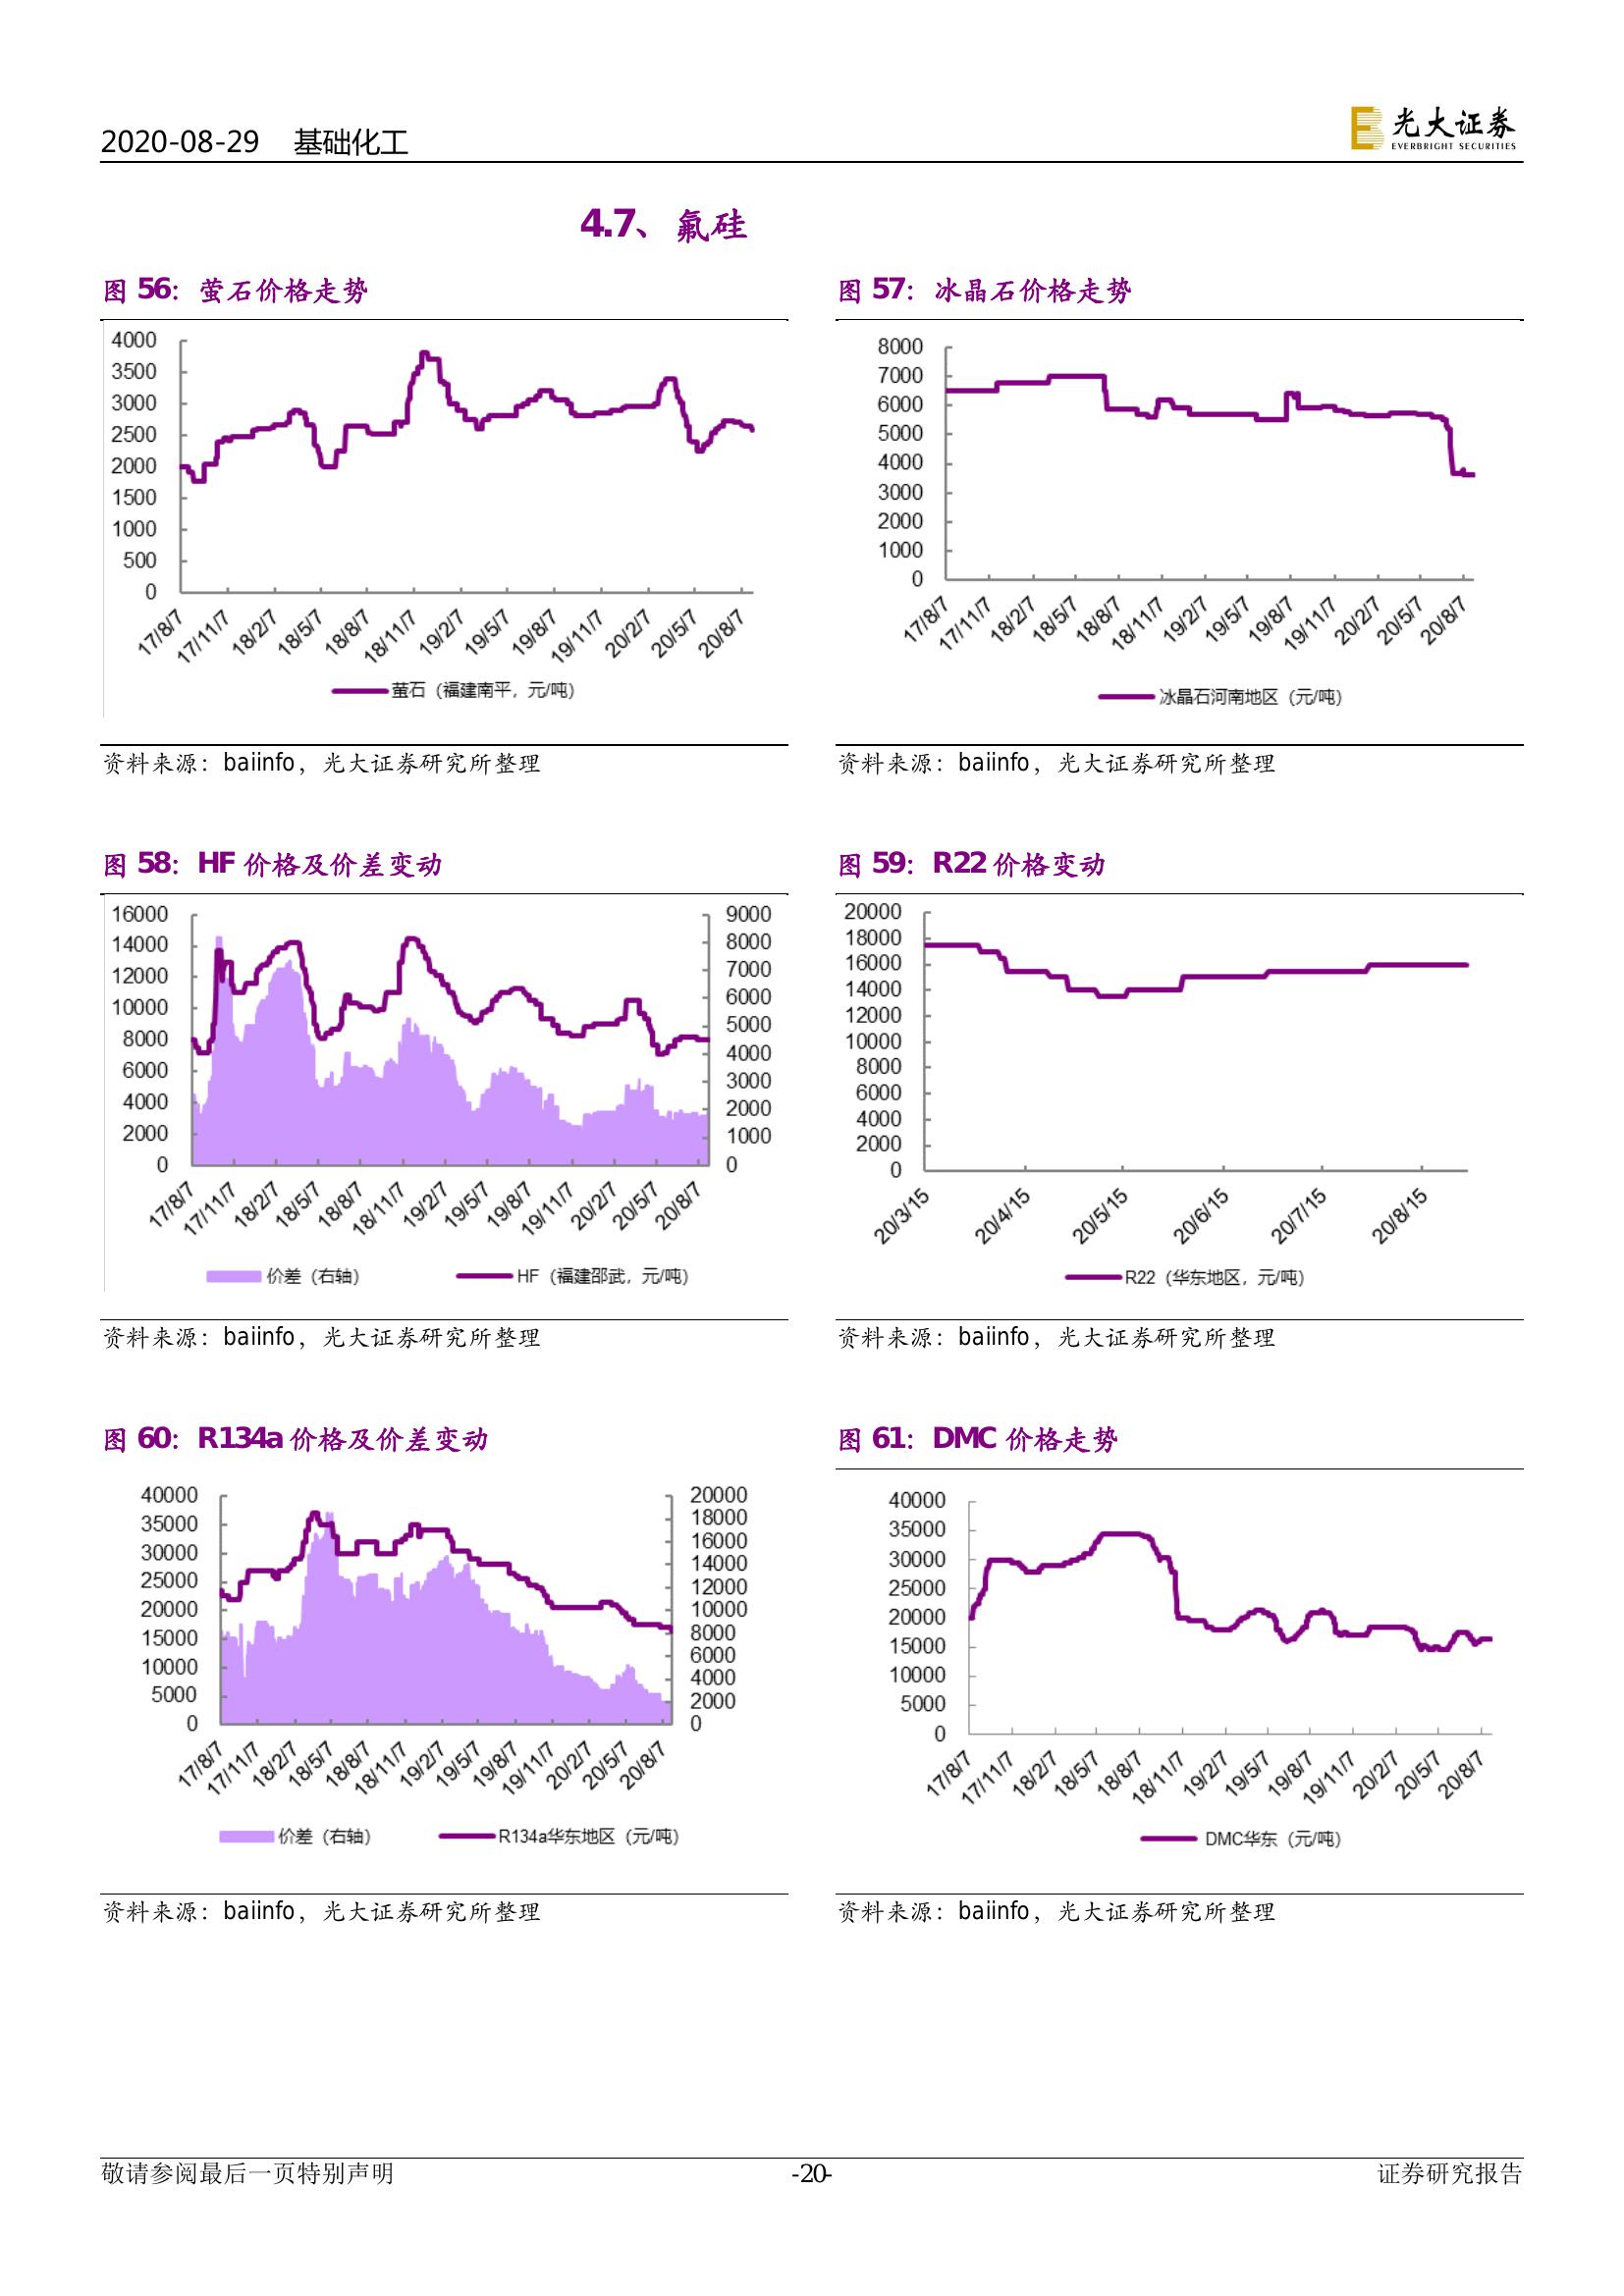 2020-08-29 基础化工
光大证券
EVERBRIGHT SECURITIES
4.7、氟硅
图 56：萤石价格走势
4000
3500
3000
2500
2000
1500
1000
500
0
17/8/7 17/11/7 18/2/7 18/5/7 18/8/7 18/11/7 19/2/7 19/5/7 19/8/7 19/11/7 20/2/7 20/5/7 20/8/7
萤石（福建南平，元/吨）
资料来源：baiinfo，光大证券研究所整理
图 57：冰晶石价格走势
8000
7000
6000
5000
4000
3000
2000
1000
0
17/8/7 17/11/7 18/2/7 18/5/7 18/8/7 18/11/7 19/2/7 19/5/7 19/8/7 19/11/7 20/2/7 20/5/7 20/8/7
冰晶石河南地区（元/吨）
资料来源：baiinfo，光大证券研究所整理
图 58：HF 价格及价差变动
16000
14000
12000
10000
8000
6000
4000
2000
0
9000
8000
7000
6000
5000
4000
3000
2000
1000
0
17/8/7 17/11/7 18/2/7 18/5/7 18/8/7 18/11/7 19/2/7 19/5/7 19/8/7 19/11/7 20/2/7 20/5/7 20/8/7
价差（右轴） HF（福建邵武，元/吨）
资料来源：baiinfo，光大证券研究所整理
图 59：R22 价格变动
20000
18000
16000
14000
12000
10000
8000
6000
4000
2000
0
20/3/15 20/4/15 20/5/15 20/6/15 20/7/15 20/8/15
R22（华东地区，元/吨）
资料来源：baiinfo，光大证券研究所整理
图 60：R134a 价格及价差变动
40000
35000
30000
25000
20000
15000
10000
5000
0
20000
18000
16000
14000
12000
10000
8000
6000
4000
2000
0
17/8/7 17/11/7 18/2/7 18/5/7 18/8/7 18/11/7 19/2/7 19/5/7 19/8/7 19/11/7 20/2/7 20/5/7 20/8/7
价差（右轴） R134a华东地区（元/吨）
资料来源：baiinfo，光大证券研究所整理
图 61：DMC 价格走势
40000
35000
30000
25000
20000
15000
10000
5000
0
17/8/7 17/11/7 18/2/7 18/5/7 18/8/7 18/11/7 19/2/7 19/5/7 19/8/7 19/11/7 20/2/7 20/5/7 20/8/7
DMC华东（元/吨）
资料来源：baiinfo，光大证券研究所整理
敬请参阅最后一页特别声明 -20- 证券研究报告